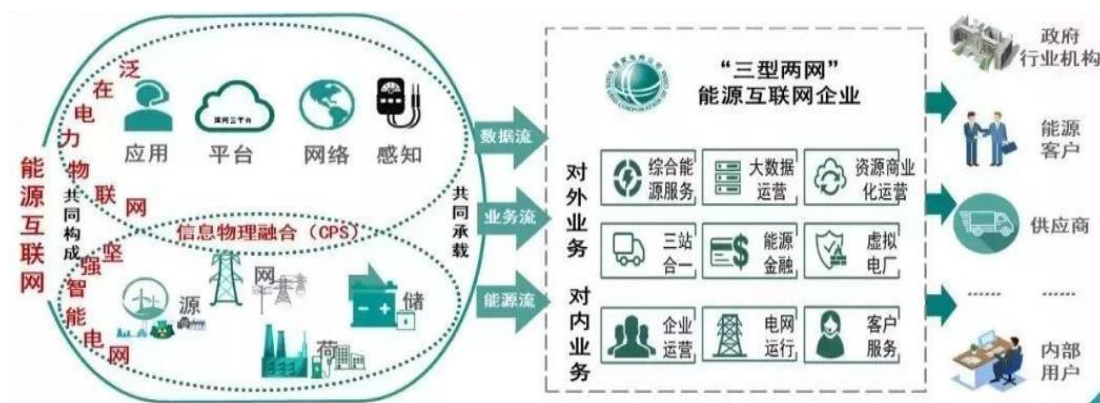 能源互联网
泛在电力物联网
共同构成
坚强智能电网
应用
平台
网络
感知
信息物理融合（CPS）
源
网
荷
储
共同承载
数据流
业务流
能源流
“三型两网”
能源互联网企业
对外业务
综合能
源服务
大数据
运营
资源商业
化运营
三站
合一
能源
金融
虚拟
电厂
对内业务
企业
运营
电网
运行
客户
服务
政府
行业机构
能源
客户
供应商
...... ......
内部
用户